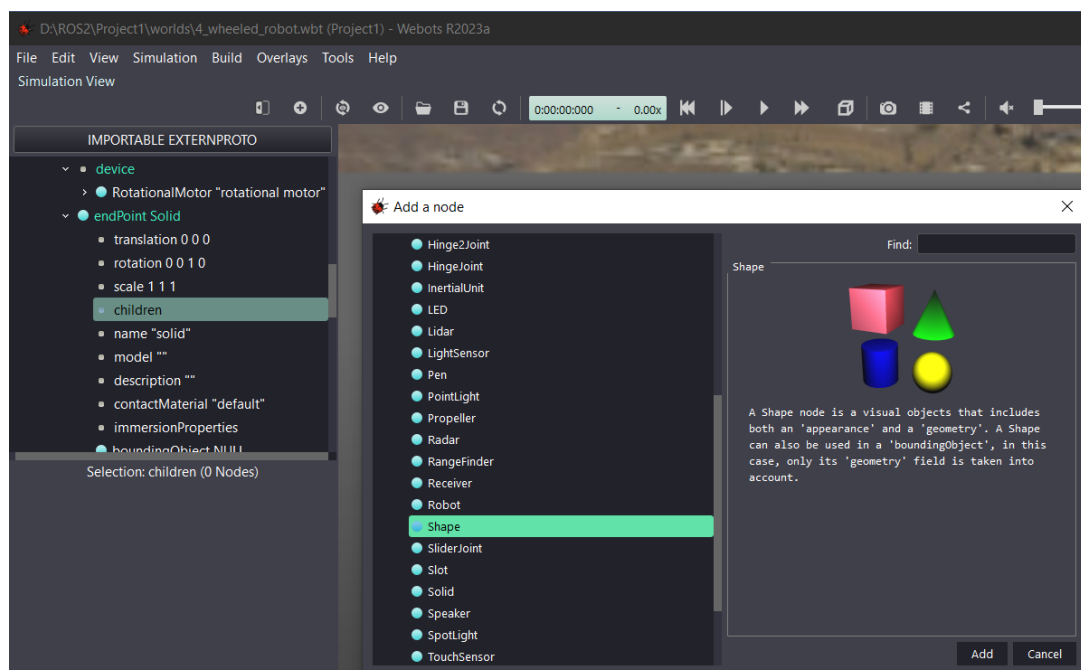 D:\ROS2\Project1\worlds\4_wheeled_robot.wbt (Project1) - Webots R2023a
File Edit View Simulation Build Overlays Tools Help
Simulation View
0:00:00:000 - 0.00x
IMPORTABLE EXTERNPROTO
device
RotationalMotor "rotational motor"
endPoint Solid
translation 0 0 0
rotation 0 0 1 0
scale 1 1 1
children
name "solid"
model ""
description ""
contactMaterial "default"
immersionProperties
boundingObject NULL
Selection: children (0 Nodes)
Add a node
Hinge2Joint
HingeJoint
InertialUnit
LED
Lidar
LightSensor
Pen
PointLight
Propeller
Radar
RangeFinder
Receiver
Robot
Shape
SliderJoint
Slot
Solid
Speaker
SpotLight
TouchSensor
Find:
Shape
A Shape node is a visual objects that includes
both an 'appearance' and a 'geometry'. A Shape
can also be used in a 'boundingObject', in this
case, only its 'geometry' field is taken into
account.
Add Cancel